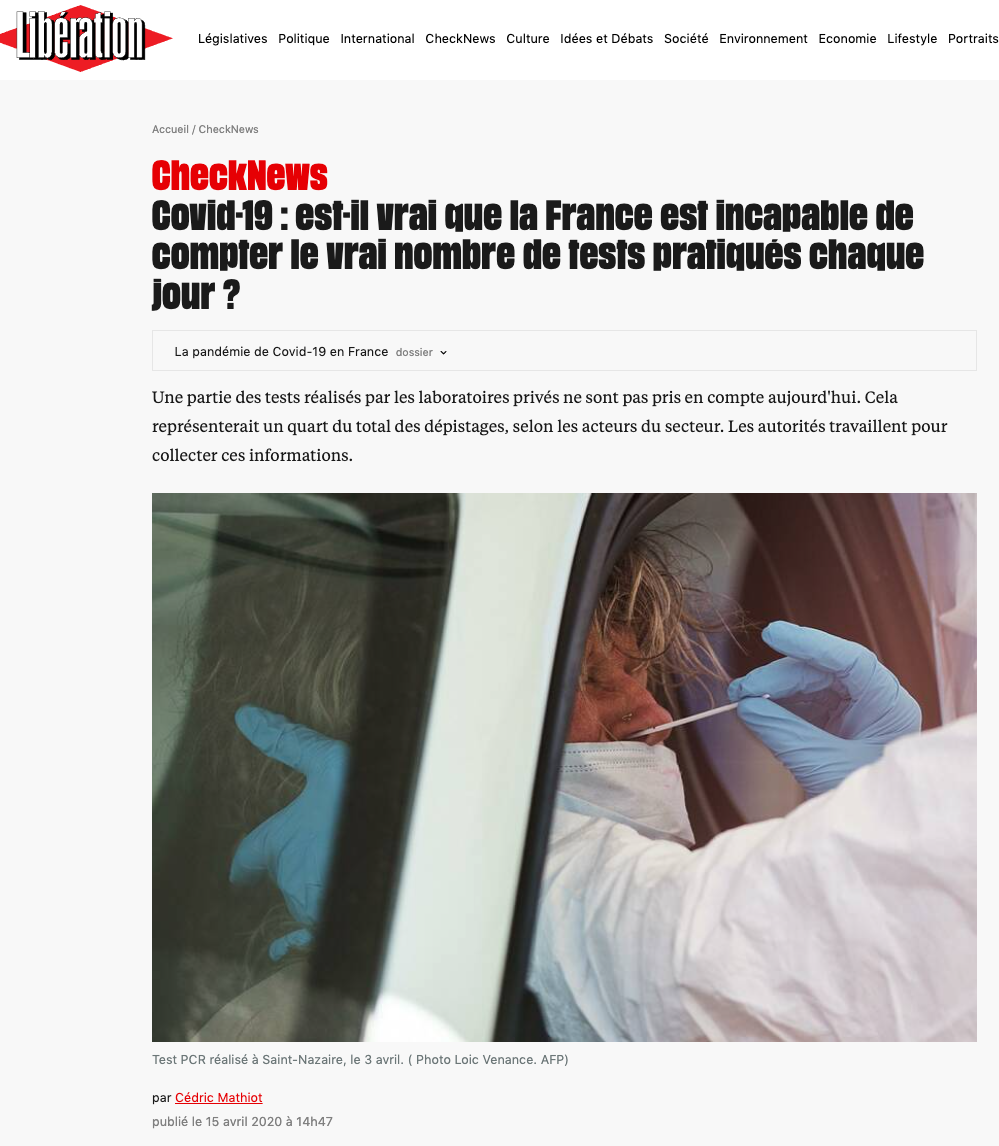 Libération
Législatives Politique International CheckNews Culture Idées et Débats Société Environnement Economie Lifestyle Portraits
Accueil / CheckNews
CheckNews
Covid-19 : est-il vrai que la France est incapable de
compter le vrai nombre de tests pratiqués chaque
jour ?
La pandémie de Covid-19 en France dossier
Une partie des tests réalisés par les laboratoires privés ne sont pas pris en compte aujourd'hui. Cela
représenterait un quart du total des dépistages, selon les acteurs du secteur. Les autorités travaillent pour
collecter ces informations.
Test PCR réalisé à Saint-Nazaire, le 3 avril. ( Photo Loic Venance. AFP)
par Cédric Mathiot
publié le 15 avril 2020 à 14h47